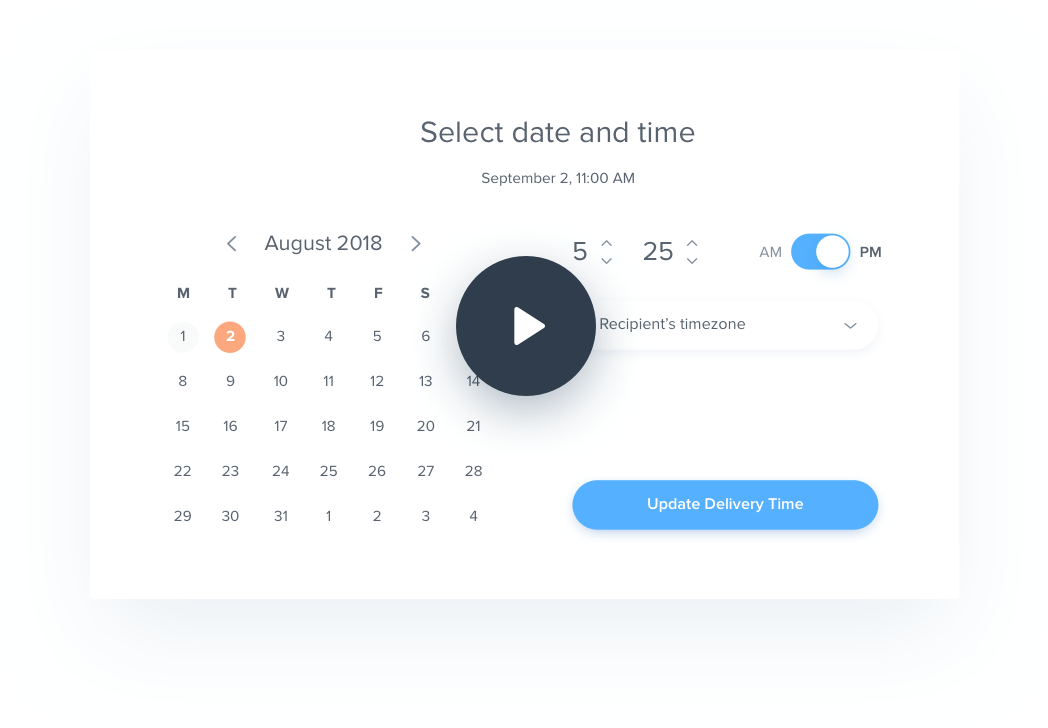 Select date and time
September 2, 11:00 AM
August 2018
M T W T F S
1 2 3 4 5 6
8 9 10 11 12 13 14
15 16 17 18 19 20 21
22 23 24 25 26 27 28
29 30 31 1 2 3 4
5 25 AM PM
Recipient's timezone
Update Delivery Time